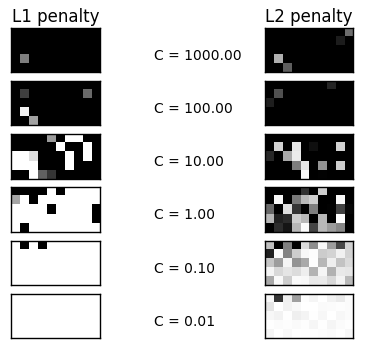 L1 penalty
L2 penalty
C = 1000.00
C = 100.00
C = 10.00
C = 1.00
C = 0.10
C = 0.01